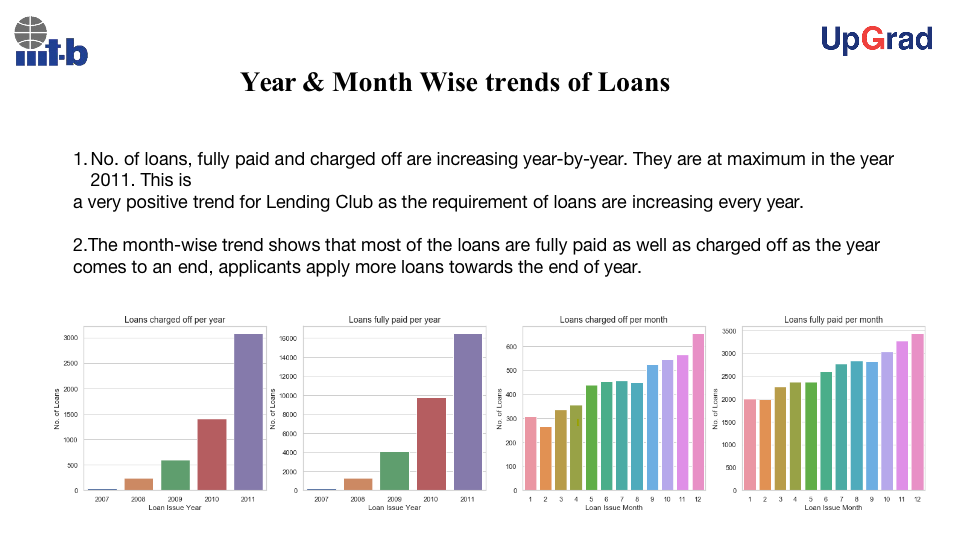 iiit-b
UpGrad
Year & Month Wise trends of Loans
1. No. of loans, fully paid and charged off are increasing year-by-year. They are at maximum in the year
2011. This is
a very positive trend for Lending Club as the requirement of loans are increasing every year.
2.The month-wise trend shows that most of the loans are fully paid as well as charged off as the year
comes to an end, applicants apply more loans towards the end of year.
Loans charged off per year
No. of Loans
3000
2500
2000
1500
1000
500
0
2007 2008 2009 2010 2011
Loan Issue Year
Loans fully paid per year
No. of Loans
16000
14000
12000
10000
8000
6000
4000
2000
0
2007 2008 2009 2010 2011
Loan Issue Year
Loans charged off per month
No. of Loans
600
500
400
300
200
100
0
1 2 3 4 5 6 7 8 9 10 11 12
Loan Issue Month
Loans fully paid per month
No. of Loans
3500
3000
2500
2000
1500
1000
500
0
1 2 3 4 5 6 7 8 9 10 11 12
Loan Issue Month